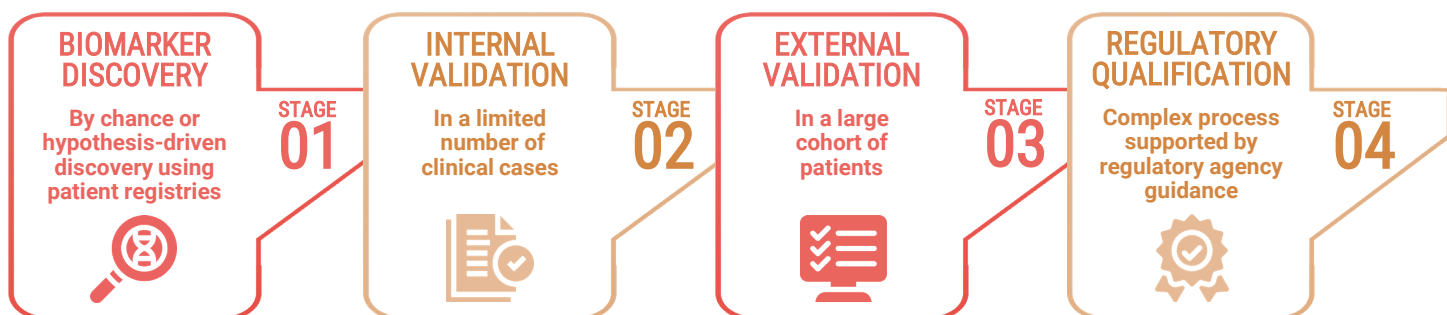 BIOMARKER
DISCOVERY
By chance or
hypothesis-driven
discovery using
patient registries
STAGE
01
INTERNAL
VALIDATION
In a limited
number of
clinical cases
STAGE
02
EXTERNAL
VALIDATION
In a large
cohort of
patients
STAGE
03
REGULATORY
QUALIFICATION
Complex process
supported by
regulatory agency
guidance
STAGE
04